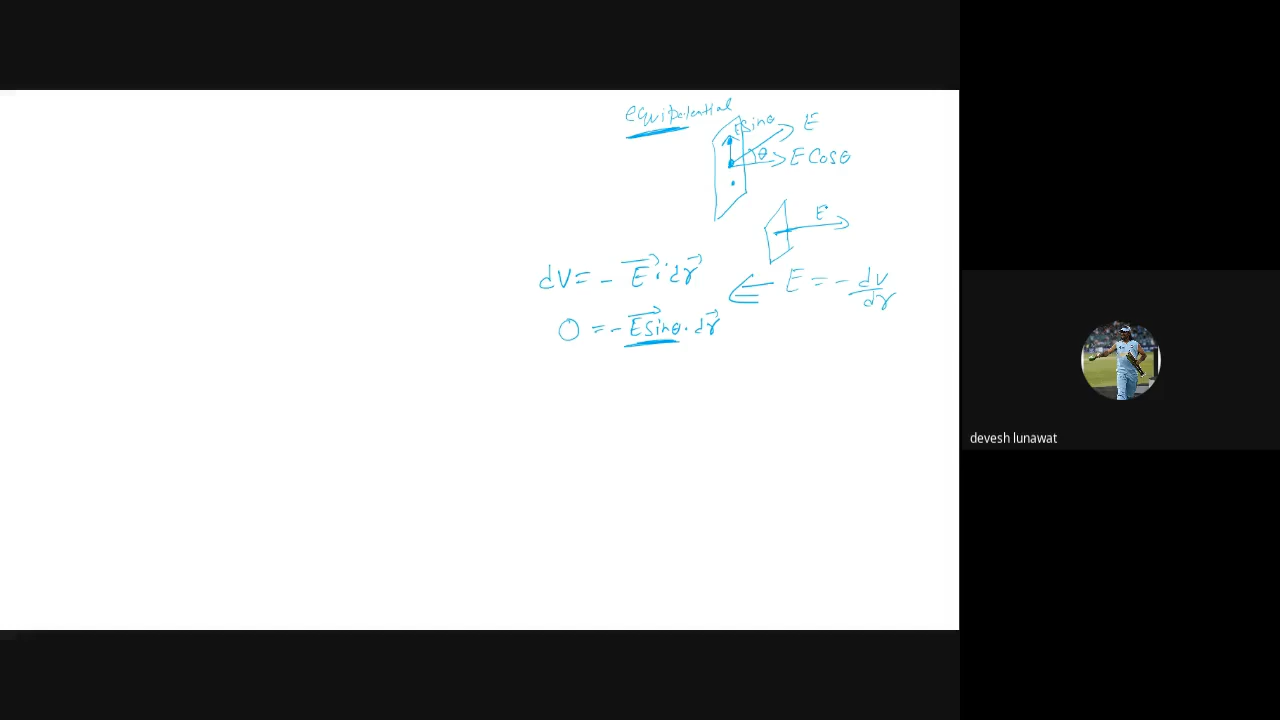 equipotential
E sinθ
E
θ
E Cosθ
E
dV = - E⃗ · dr⃗
E = - dv/dr
0 = - E sinθ⃗ · dr⃗
devesh lunawat